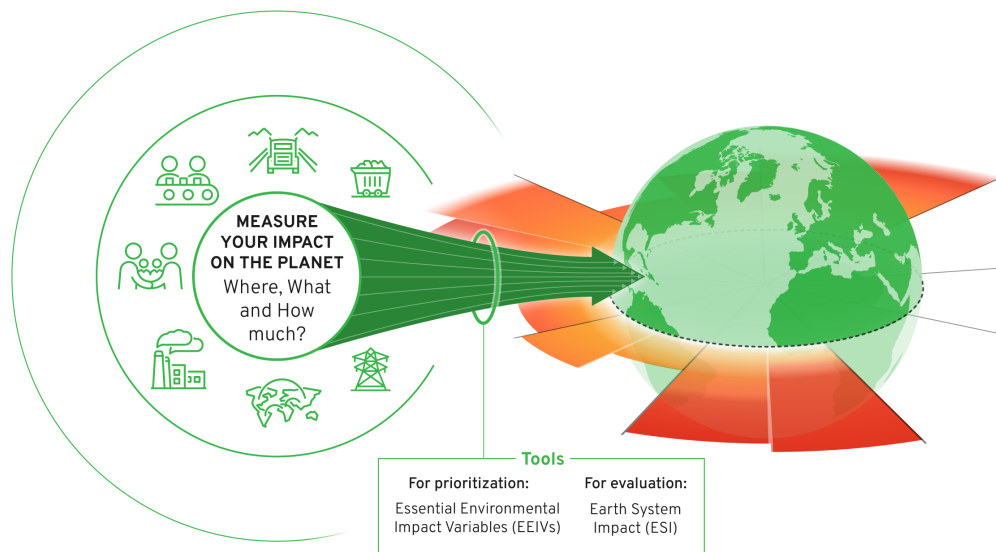 MEASURE
YOUR IMPACT
ON THE PLANET
Where, What
and How
much?
Tools
For prioritization:
Essential Environmental
Impact Variables (EEIVs)
For evaluation:
Earth System
Impact (ESI)